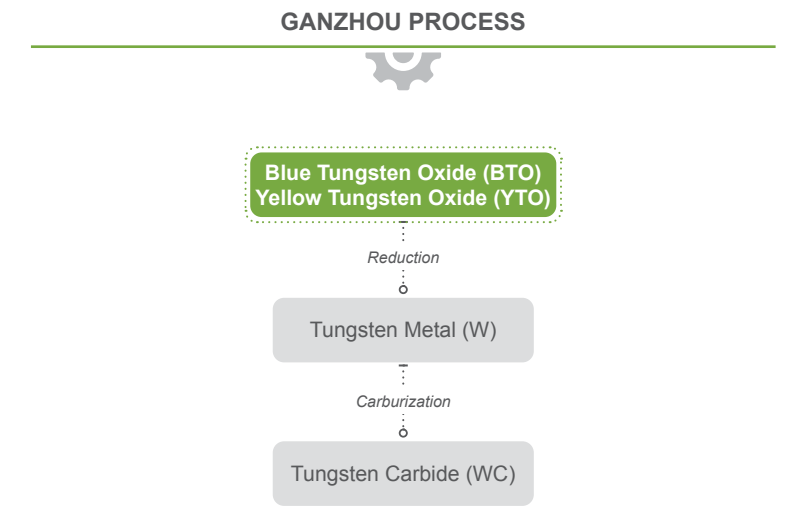 GANZHOU PROCESS
Blue Tungsten Oxide (BTO)
Yellow Tungsten Oxide (YTO)
Reduction
Tungsten Metal (W)
Carburization
Tungsten Carbide (WC)